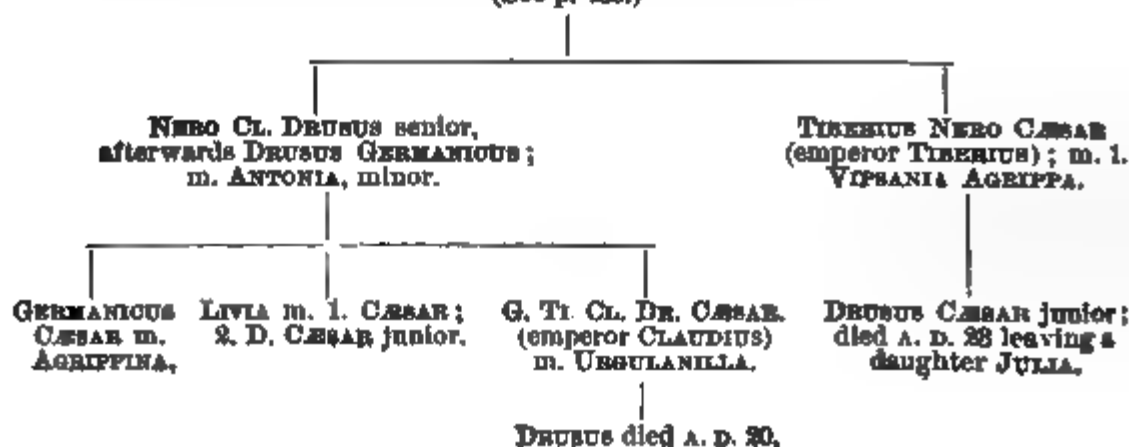 NERO CL. DRUSUS senior,
afterwards DRUSUS GERMANICUS;
m. ANTONIA, minor.
TIBERIUS NERO CÆSAR
(emperor TIBERIUS); m. 1.
VIPSANIA AGRIPPA.
GERMANICUS
CÆSAR m.
AGRIPPINA,
LIVIA m. 1. CÆSAR;
2. D. CÆSAR junior.
G. TI. CL. DR. CÆSAR.
(emperor CLAUDIUS)
m. URGULANILLA.
DRUSUS CÆSAR junior;
died A. D. 23 leaving a
daughter JULIA.
DRUSUS died A. D. 20,